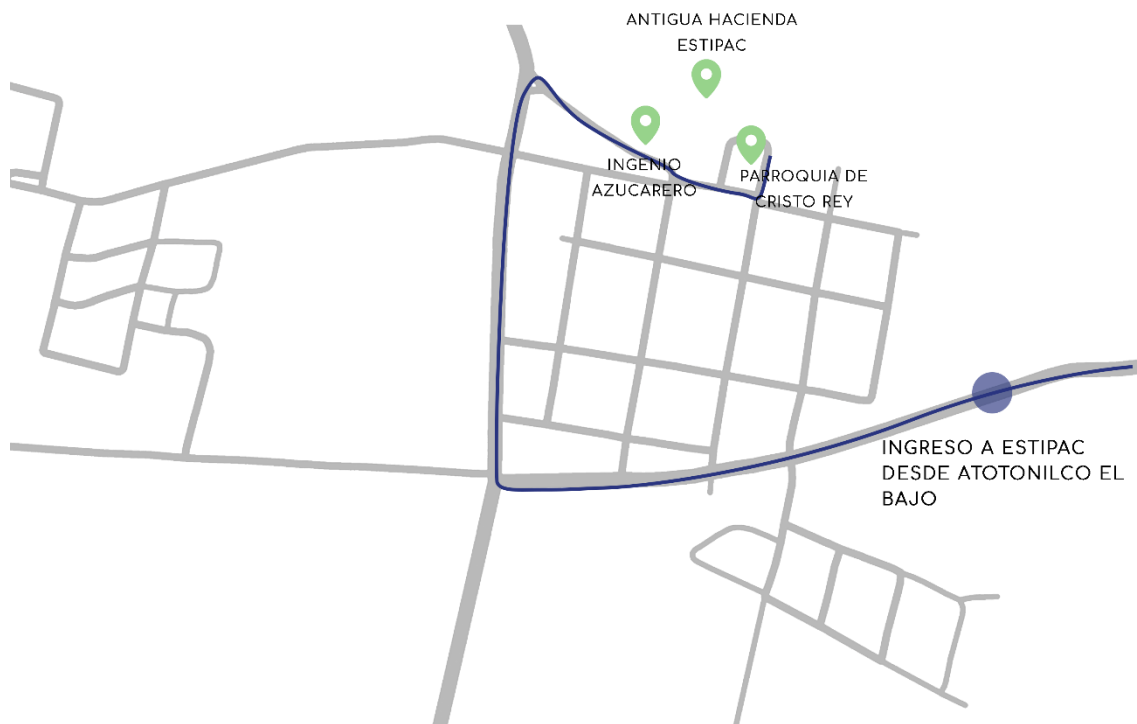 ANTIGUA HACIENDA
ESTIPAC
INGENIO
AZUCARERO
PARROQUIA DE
CRISTO REY
INGRESO A ESTIPAC
DESDE ATOTONILCO EL
BAJO